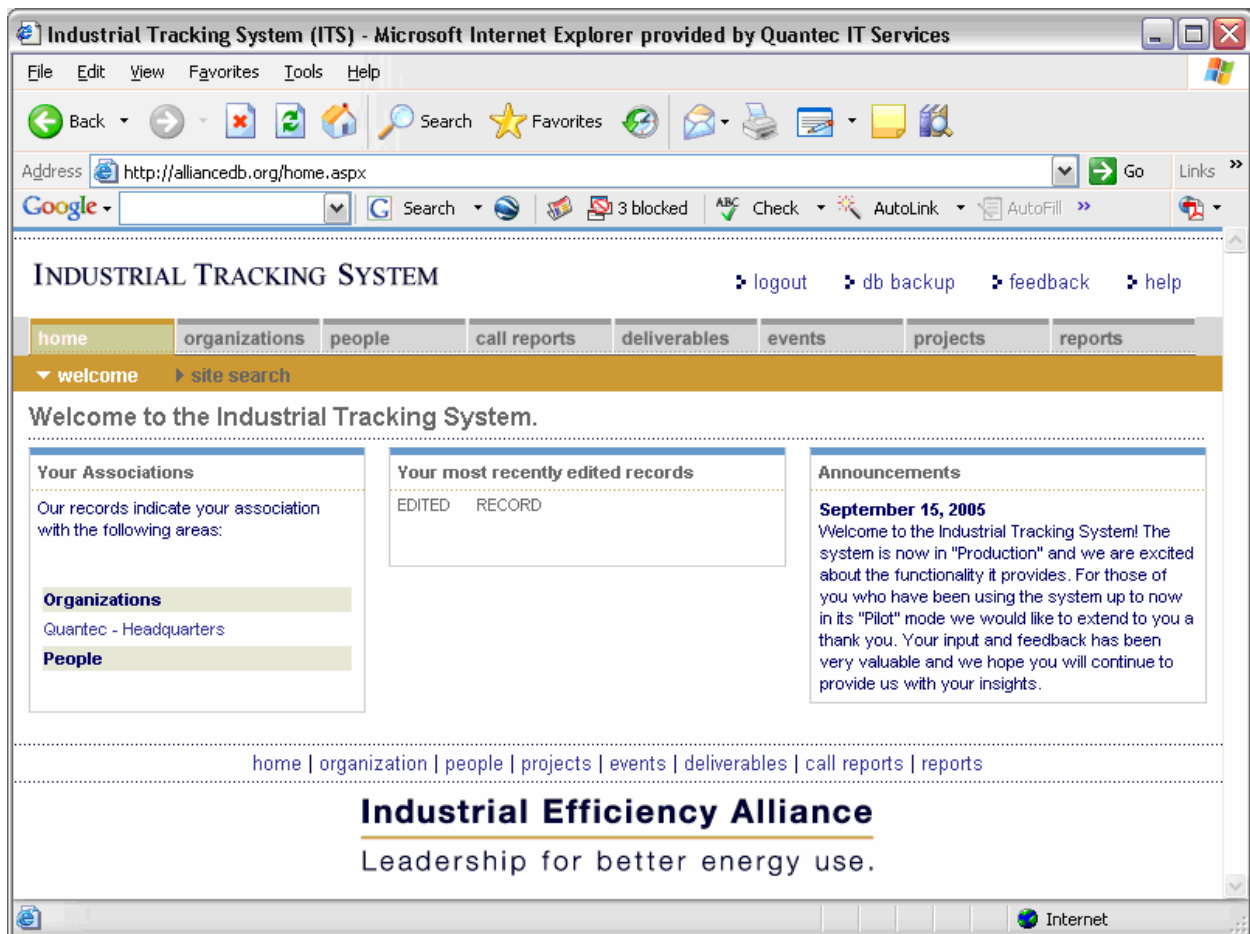 Industrial Tracking System (ITS) - Microsoft Internet Explorer provided by Quantec IT Services
File Edit View Favorites Tools Help
Back Search Favorites
Address http://alliancedb.org/home.aspx Go Links »
Google Search 3 blocked ABC Check AutoLink AutoFill »
INDUSTRIAL TRACKING SYSTEM
logout db backup feedback help
home organizations people call reports deliverables events projects reports
welcome site search
Welcome to the Industrial Tracking System.
Your Associations
Our records indicate your association
with the following areas:
Organizations
Quantec - Headquarters
People
Your most recently edited records
EDITED RECORD
Announcements
September 15, 2005
Welcome to the Industrial Tracking System! The
system is now in "Production" and we are excited
about the functionality it provides. For those of
you who have been using the system up to now
in its "Pilot" mode we would like to extend to you a
thank you. Your input and feedback has been
very valuable and we hope you will continue to
provide us with your insights.
home | organization | people | projects | events | deliverables | call reports | reports
Industrial Efficiency Alliance
Leadership for better energy use.
Internet